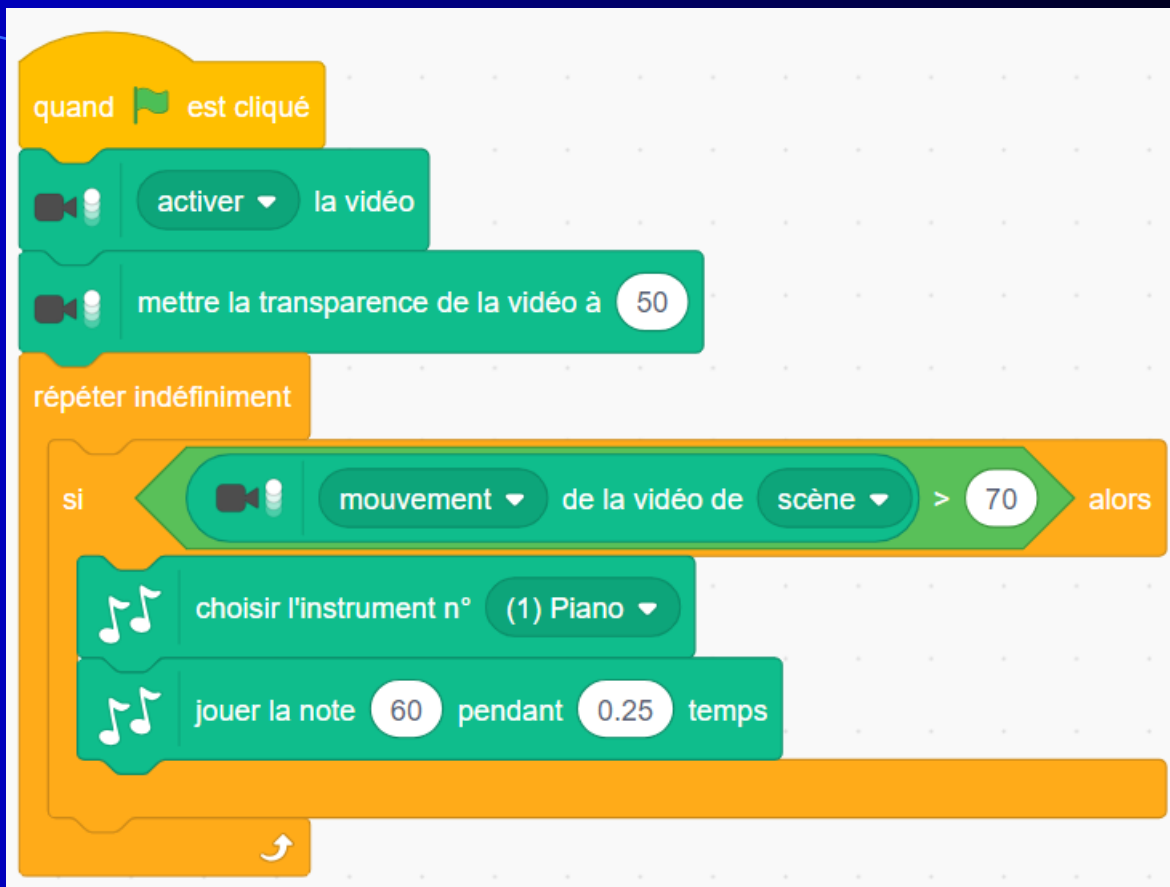 quand est cliqué
activer la vidéo
mettre la transparence de la vidéo à 50
répéter indéfiniment
si mouvement de la vidéo de scène > 70 alors
choisir l'instrument n° (1) Piano
jouer la note 60 pendant 0.25 temps